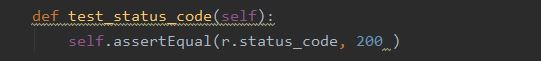 def test_status_code(self):
    self.assertEqual(r.status_code, 200 )